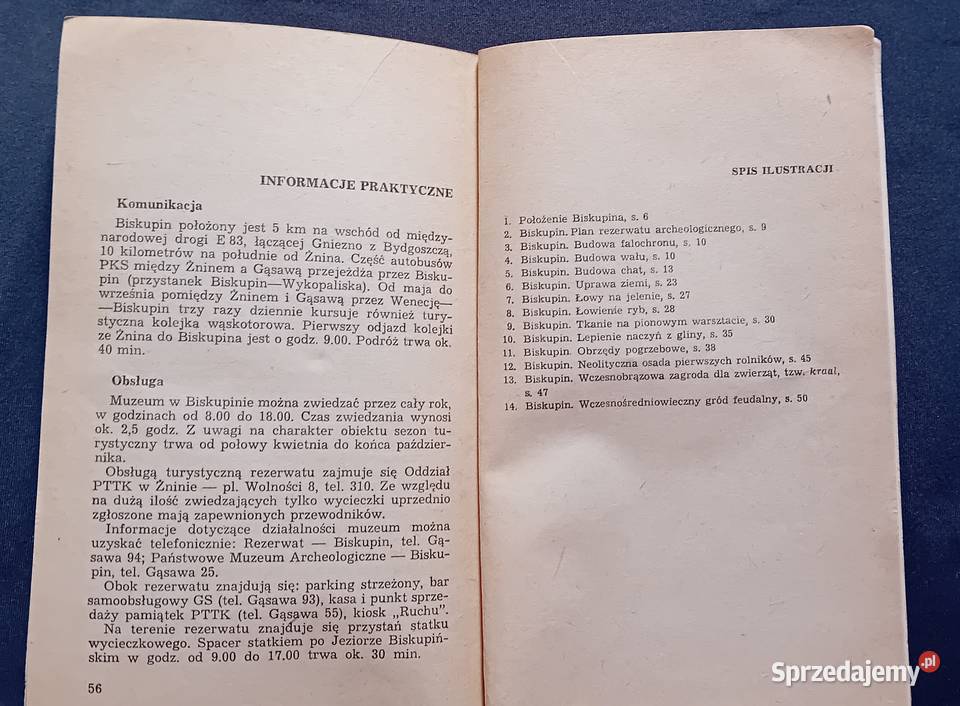 INFORMACJE PRAKTYCZNE
Komunikacja
Biskupin położony jest 5 km na wschód od między-
narodowej drogi E 83, łączącej Gniezno z Bydgoszczą,
10 kilometrów na południe od Żnina. Część autobusów
PKS między Żninem a Gąsawą przejeżdża przez Bisku-
pin (przystanek Biskupin—Wykopaliska). Od maja do
września pomiędzy Żninem i Gąsawą przez Wenecję—
—Biskupin trzy razy dziennie kursuje również tury-
styczna kolejka wąskotorowa. Pierwszy odjazd kolejki
ze Żnina do Biskupina jest o godz. 9.00. Podróż trwa ok.
40 min.
Obsługa
Muzeum w Biskupinie można zwiedzać przez cały rok,
w godzinach od 8.00 do 18.00. Czas zwiedzania wynosi
ok. 2,5 godz. Z uwagi na charakter obiektu sezon tu-
rystyczny trwa od połowy kwietnia do końca paździer-
nika.
Obsługą turystyczną rezerwatu zajmuje się Oddział
PTTK w Żninie — pl. Wolności 8, tel. 310. Ze względu
na dużą ilość zwiedzających tylko wycieczki uprzednio
zgłoszone mają zapewnionych przewodników.
Informacje dotyczące działalności muzeum można
uzyskać telefonicznie: Rezerwat — Biskupin, tel. Gą-
sawa 94; Państwowe Muzeum Archeologiczne — Bisku-
pin, tel. Gąsawa 25.
Obok rezerwatu znajdują się: parking strzeżony, bar
samoobsługowy GS (tel. Gąsawa 93), kasa i punkt sprze-
daży pamiątek PTTK (tel. Gąsawa 55), kiosk „Ruchu”.
Na terenie rezerwatu znajduje się przystań statku
wycieczkowego. Spacer statkiem po Jeziorze Biskupiń-
skim w godz. od 9.00 do 17.00 trwa ok. 30 min.
56
SPIS ILUSTRACJI
1. Położenie Biskupina, s. 6
2. Biskupin. Plan rezerwatu archeologicznego, s. 9
3. Biskupin. Budowa falochronu, s. 10
4. Biskupin. Budowa wału, s. 10
5. Biskupin. Budowa chat, s. 13
6. Biskupin. Uprawa ziemi, s. 23
7. Biskupin. Łowy na jelenie, s. 27
8. Biskupin. Łowienie ryb, s. 28
9. Biskupin. Tkanie na pionowym warsztacie, s. 30
10. Biskupin. Lepienie naczyń z gliny, s. 35
11. Biskupin. Obrzędy pogrzebowe, s. 38
12. Biskupin. Neolityczna osada pierwszych rolników, s. 45
13. Biskupin. Wczesnobrązowa zagroda dla zwierząt, tzw. kraal,
s. 47
14. Biskupin. Wczesnośredniowieczny gród feudalny, s. 50
Sprzedajemy.pl